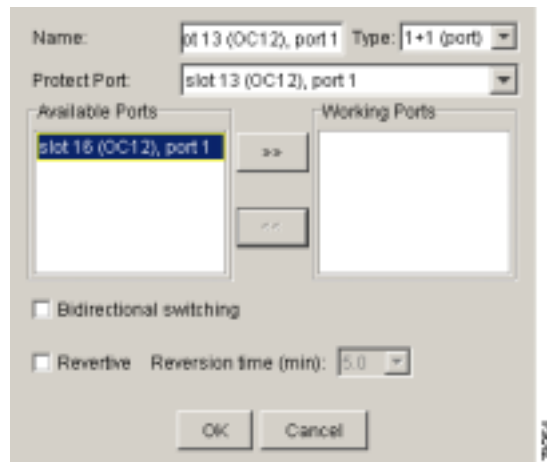 Name: ot 13 (OC12), port 1 Type: 1+1 (port)
Protect Port: slot 13 (OC12), port 1
Available Ports Working Ports
slot 16 (OC12), port 1
>>
<<
Bidirectional switching
Revertive Reversion time (min): 5.0
OK Cancel